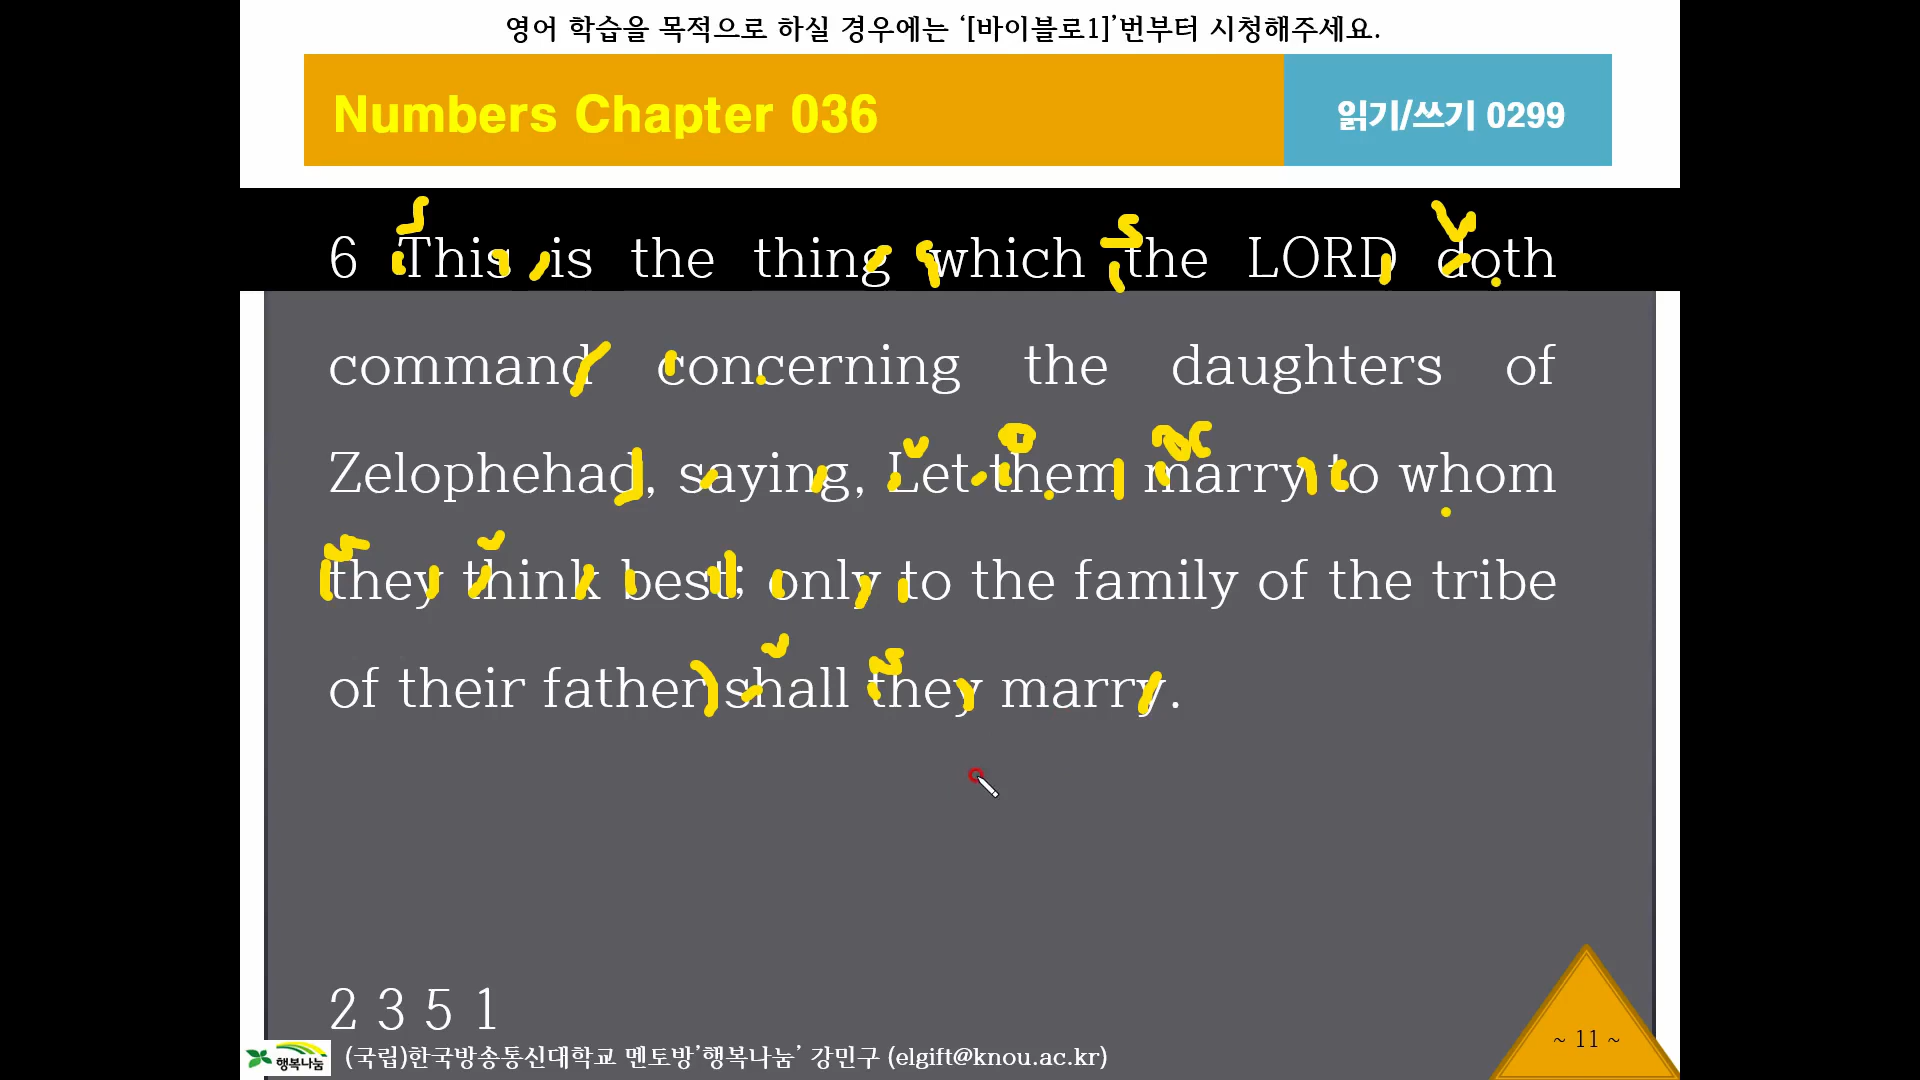 영어 학습을 목적으로 하실 경우에는 ‘[바이블로1]’번부터 시청해주세요.
Numbers Chapter 036
읽기/쓰기 0299
6 This is the thing which the LORD doth
command concerning the daughters of
Zelophehad, saying, Let them marry to whom
they think best; only to the family of the tribe
of their father shall they marry.
2 3 5 1
~ 11 ~
행복나눔
(국립)한국방송통신대학교 멘토방’행복나눔’ 강민구 (elgift@knou.ac.kr)